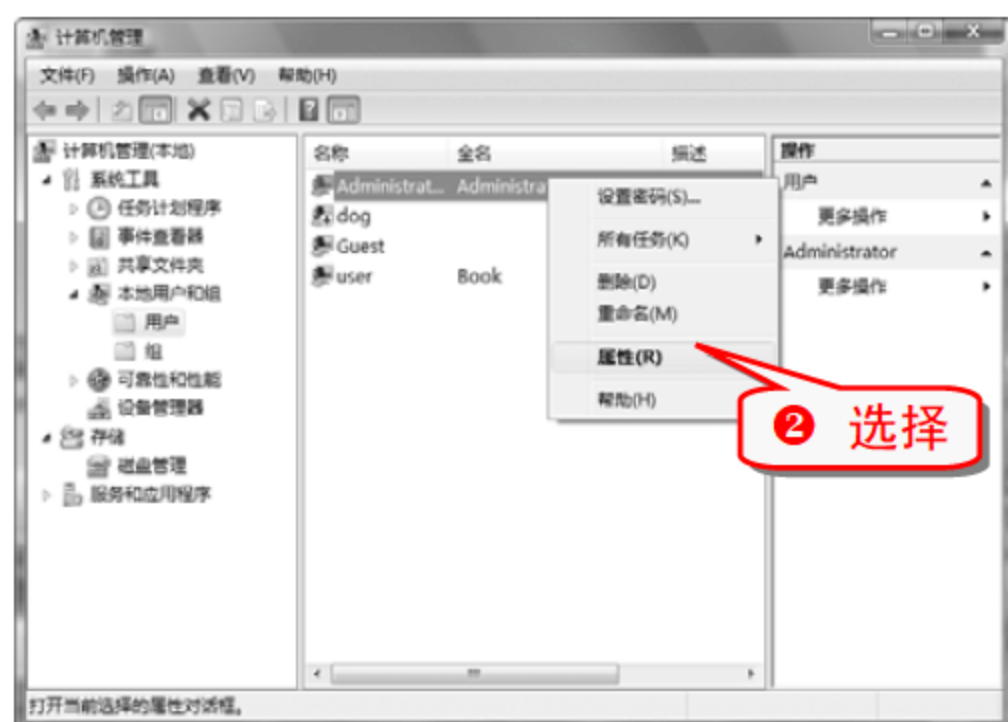 计算机管理
文件(F) 操作(A) 查看(V) 帮助(H)
计算机管理(本地)
系统工具
任务计划程序
事件查看器
共享文件夹
本地用户和组
用户
组
可靠性和性能
设备管理器
存储
磁盘管理
服务和应用程序
名称 全名 描述
Administrat... Administra
dog
Guest
user Book
设置密码(S)...
所有任务(K)
删除(D)
重命名(M)
属性(R)
帮助(H)
❷ 选择
操作
用户
更多操作
Administrator
更多操作
打开当前选择的属性对话框。